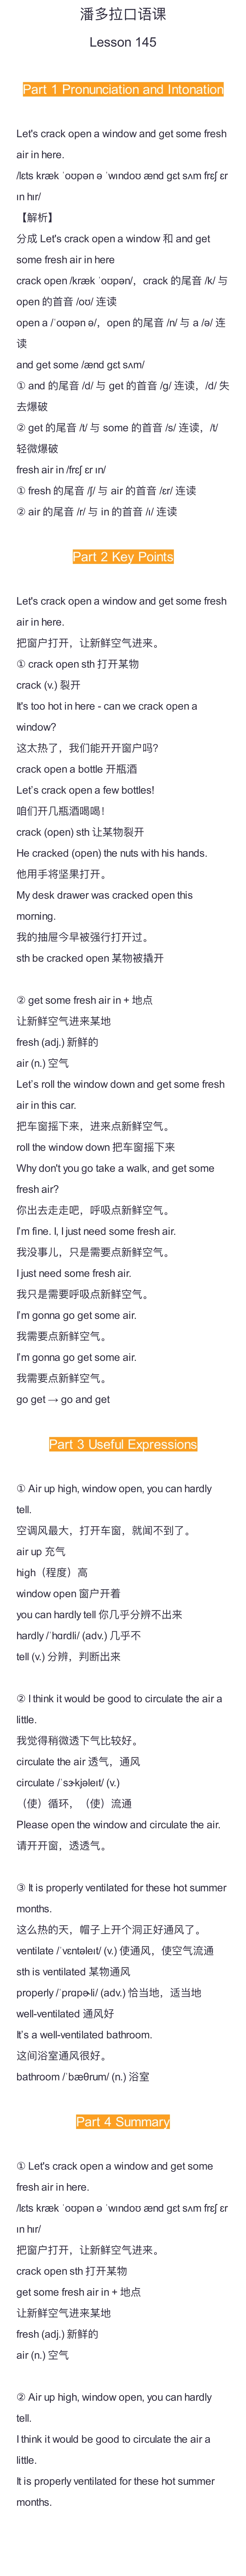 潘多拉口语课
Lesson 145
Part 1 Pronunciation and Intonation
Let's crack open a window and get some fresh
air in here.
/lɛts kræk ˈoʊpən ə ˈwɪndoʊ ænd gɛt sʌm frɛʃ ɛr
ɪn hɪr/
【解析】
分成 Let's crack open a window 和 and get
some fresh air in here
crack open /kræk ˈoʊpən/，crack 的尾音 /k/ 与
open 的首音 /oʊ/ 连读
open a /ˈoʊpən ə/，open 的尾音 /n/ 与 a /ə/ 连
读
and get some /ænd gɛt sʌm/
① and 的尾音 /d/ 与 get 的首音 /g/ 连读，/d/ 失
去爆破
② get 的尾音 /t/ 与 some 的首音 /s/ 连读，/t/
轻微爆破
fresh air in /frɛʃ ɛr ɪn/
① fresh 的尾音 /ʃ/ 与 air 的首音 /ɛr/ 连读
② air 的尾音 /r/ 与 in 的首音 /ɪ/ 连读
Part 2 Key Points
Let's crack open a window and get some fresh
air in here.
把窗户打开，让新鲜空气进来。
① crack open sth 打开某物
crack (v.) 裂开
It's too hot in here - can we crack open a
window?
这太热了，我们能开开窗户吗?
crack open a bottle 开瓶酒
Let's crack open a few bottles!
咱们开几瓶酒喝喝！
crack (open) sth 让某物裂开
He cracked (open) the nuts with his hands.
他用手将坚果打开。
My desk drawer was cracked open this
morning.
我的抽屉今早被强行打开过。
sth be cracked open 某物被撬开
② get some fresh air in + 地点
让新鲜空气进来某地
fresh (adj.) 新鲜的
air (n.) 空气
Let's roll the window down and get some fresh
air in this car.
把车窗摇下来，进来点新鲜空气。
roll the window down 把车窗摇下来
Why don't you go take a walk, and get some
fresh air?
你出去走走吧，呼吸点新鲜空气。
I'm fine. I, I just need some fresh air.
我没事儿，只是需要点新鲜空气。
I just need some fresh air.
我只是需要呼吸点新鲜空气。
I'm gonna go get some air.
我需要点新鲜空气。
I'm gonna go get some air.
我需要点新鲜空气。
go get → go and get
Part 3 Useful Expressions
① Air up high, window open, you can hardly
tell.
空调风最大，打开车窗，就闻不到了。
air up 充气
high（程度）高
window open 窗户开着
you can hardly tell 你几乎分辨不出来
hardly /ˈhɑrdli/ (adv.) 几乎不
tell (v.) 分辨，判断出来
② I think it would be good to circulate the air a
little.
我觉得稍微透下气比较好。
circulate the air 透气，通风
circulate /ˈsɝkjəleɪt/ (v.)
（使）循环，（使）流通
Please open the window and circulate the air.
请开开窗，透透气。
③ It is properly ventilated for these hot summer
months.
这么热的天，帽子上开个洞正好通风了。
ventilate /ˈvɛntəleɪt/ (v.) 使通风，使空气流通
sth is ventilated 某物通风
properly /ˈprɑpɚli/ (adv.) 恰当地，适当地
well-ventilated 通风好
It's a well-ventilated bathroom.
这间浴室通风很好。
bathroom /ˈbæθrum/ (n.) 浴室
Part 4 Summary
① Let's crack open a window and get some
fresh air in here.
/lɛts kræk ˈoʊpən ə ˈwɪndoʊ ænd gɛt sʌm frɛʃ ɛr
ɪn hɪr/
把窗户打开，让新鲜空气进来。
crack open sth 打开某物
get some fresh air in + 地点
让新鲜空气进来某地
fresh (adj.) 新鲜的
air (n.) 空气
② Air up high, window open, you can hardly
tell.
I think it would be good to circulate the air a
little.
It is properly ventilated for these hot summer
months.